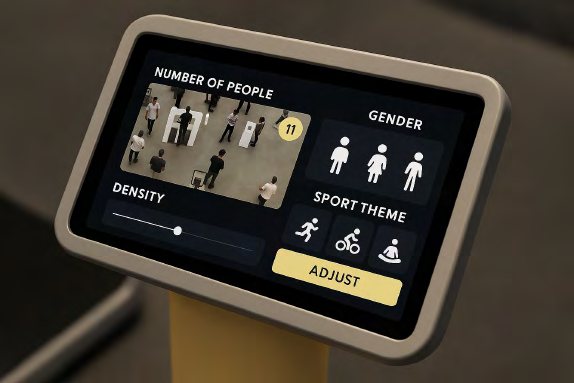 NUMBER OF PEOPLE
11
GENDER
DENSITY
SPORT THEME
ADJUST